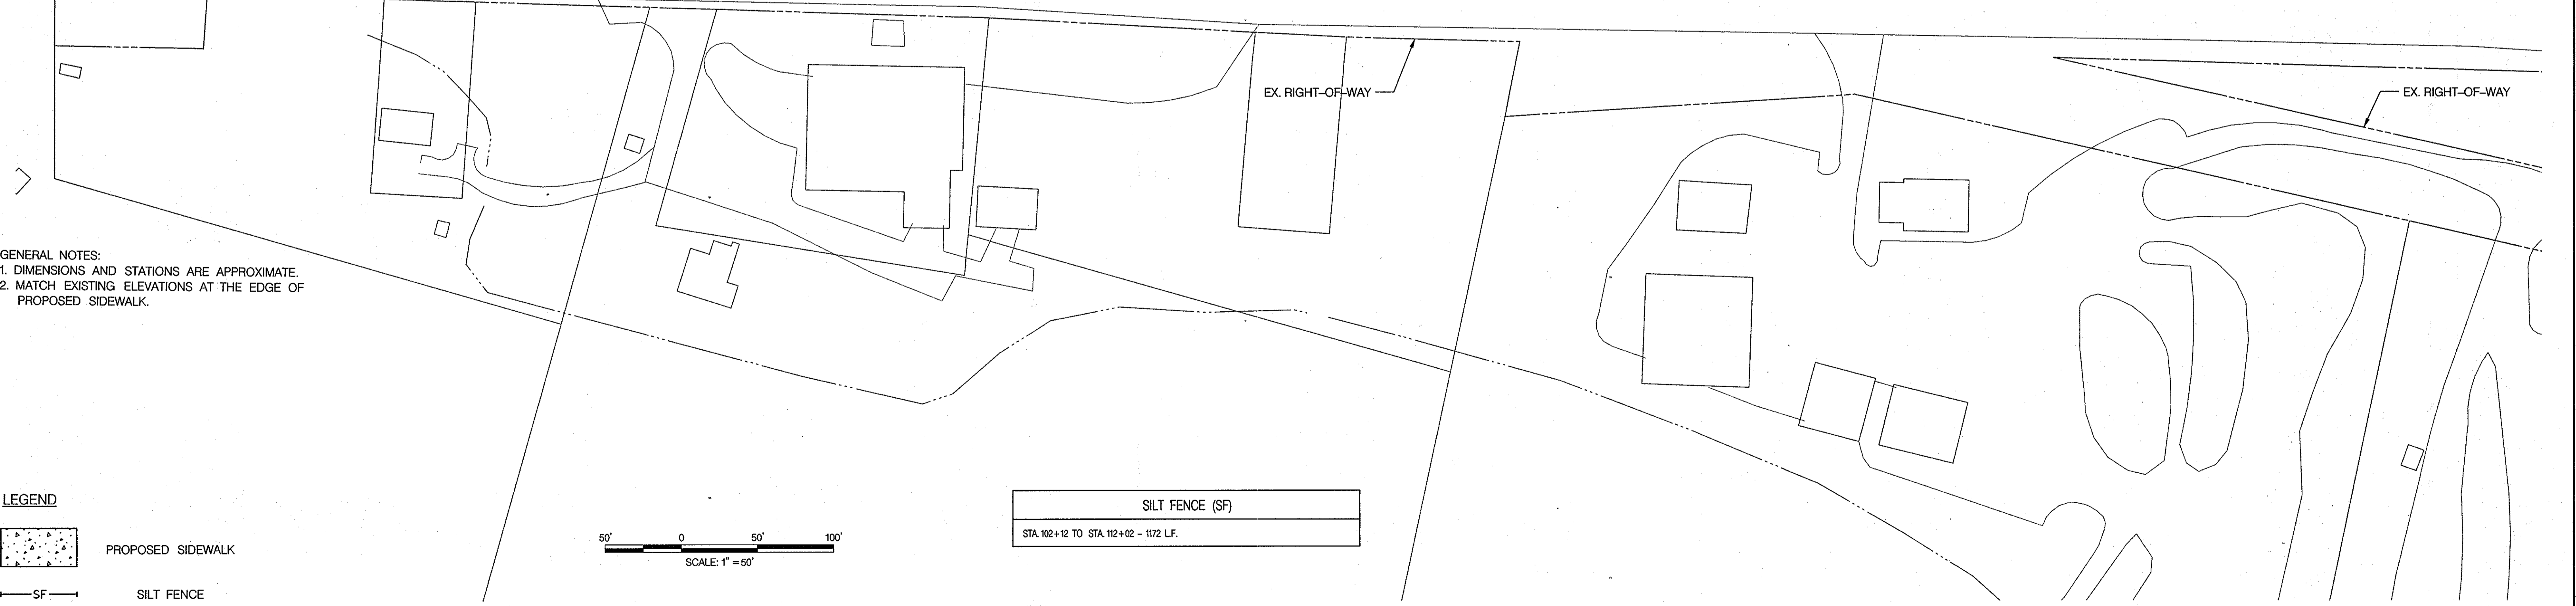 EX. RIGHT-OF-WAY
EX. RIGHT-OF-WAY
GENERAL NOTES:
1. DIMENSIONS AND STATIONS ARE APPROXIMATE.
2. MATCH EXISTING ELEVATIONS AT THE EDGE OF
PROPOSED SIDEWALK.
LEGEND
PROPOSED SIDEWALK
SF SILT FENCE
50' 0 50' 100'
SCALE: 1" = 50'
SILT FENCE (SF)
STA. 102+12 TO STA. 112+02 - 1172 L.F.